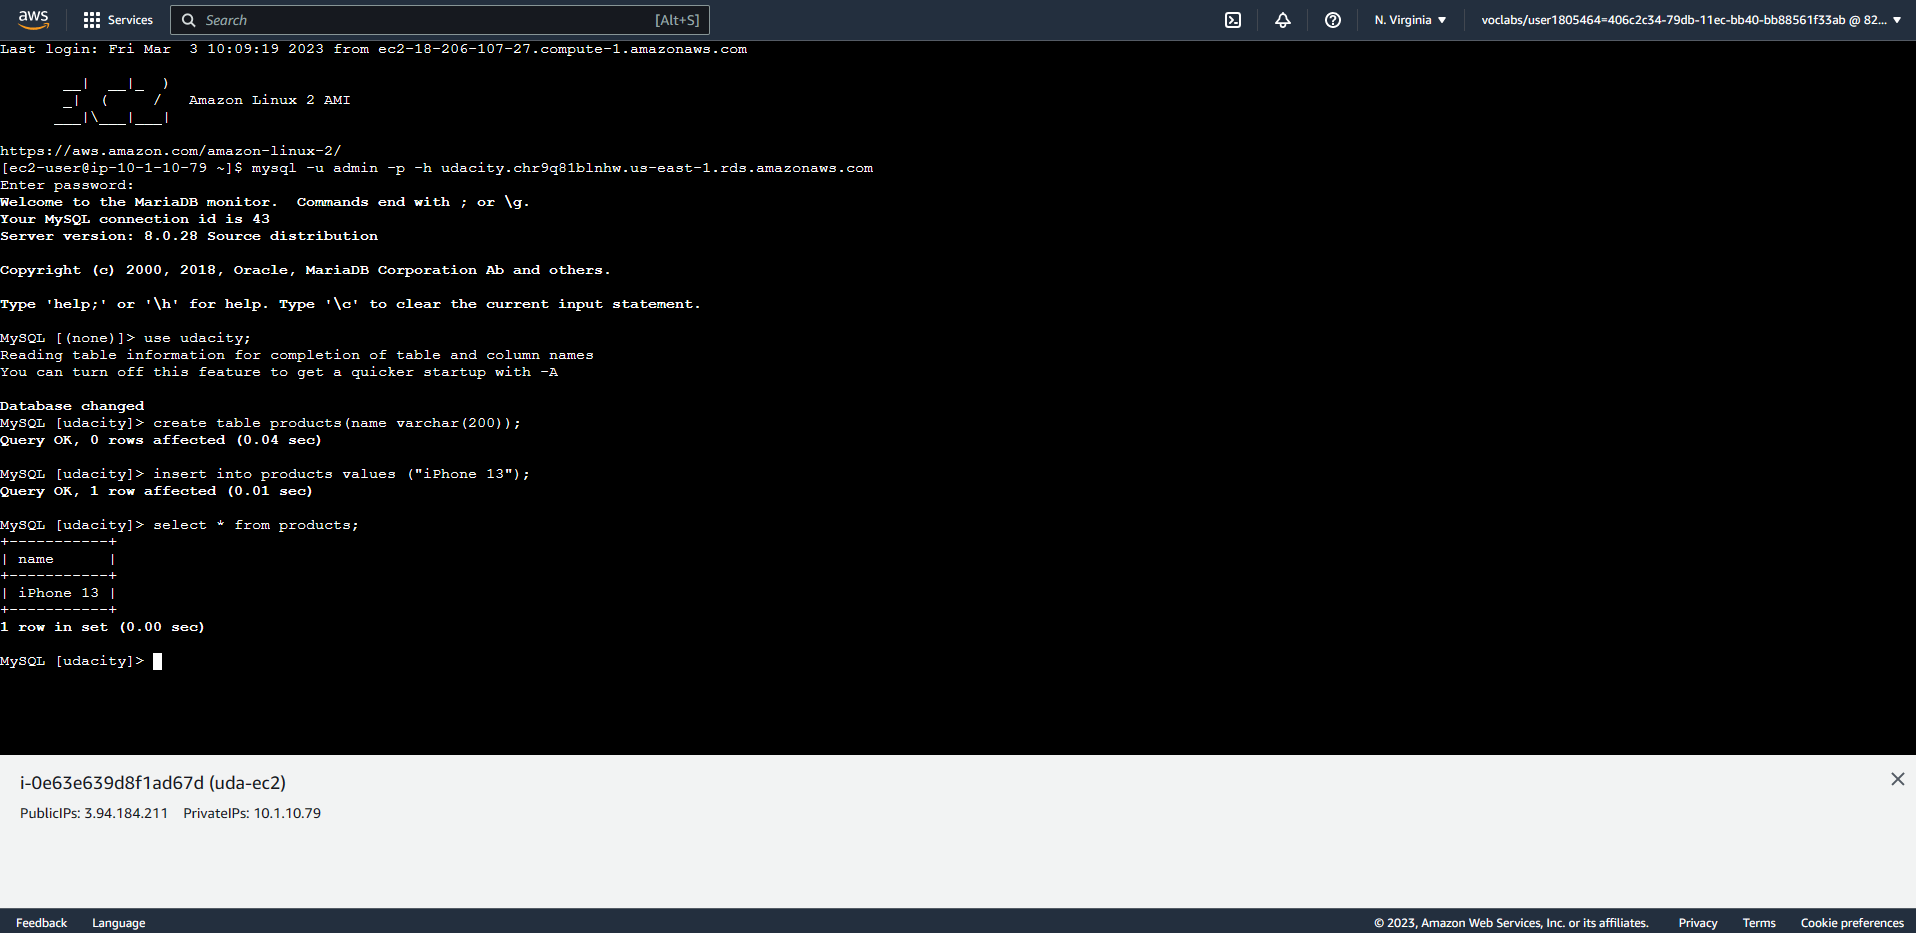 aws Services Search [Alt+S] N. Virginia ▼ voclabs/user1805464=406c2c34-79db-11ec-bb40-bb88561f33ab @ 82... ▼
Last login: Fri Mar  3 10:09:19 2023 from ec2-18-206-107-27.compute-1.amazonaws.com
       __|  __|_  )
       _|  (     /   Amazon Linux 2 AMI
      ___|\___|___|
https://aws.amazon.com/amazon-linux-2/
[ec2-user@ip-10-1-10-79 ~]$ mysql -u admin -p -h udacity.chr9q81blnhw.us-east-1.rds.amazonaws.com
Enter password:
Welcome to the MariaDB monitor.  Commands end with ; or \g.
Your MySQL connection id is 43
Server version: 8.0.28 Source distribution
Copyright (c) 2000, 2018, Oracle, MariaDB Corporation Ab and others.
Type 'help;' or '\h' for help. Type '\c' to clear the current input statement.
MySQL [(none)]> use udacity;
Reading table information for completion of table and column names
You can turn off this feature to get a quicker startup with -A
Database changed
MySQL [udacity]> create table products(name varchar(200));
Query OK, 0 rows affected (0.04 sec)
MySQL [udacity]> insert into products values ("iPhone 13");
Query OK, 1 row affected (0.01 sec)
MySQL [udacity]> select * from products;
+-----------+
| name      |
+-----------+
| iPhone 13 |
+-----------+
1 row in set (0.00 sec)
MySQL [udacity]>
i-0e63e639d8f1ad67d (uda-ec2)
PublicIPs: 3.94.184.211 PrivateIPs: 10.1.10.79
Feedback Language © 2023, Amazon Web Services, Inc. or its affiliates. Privacy Terms Cookie preferences